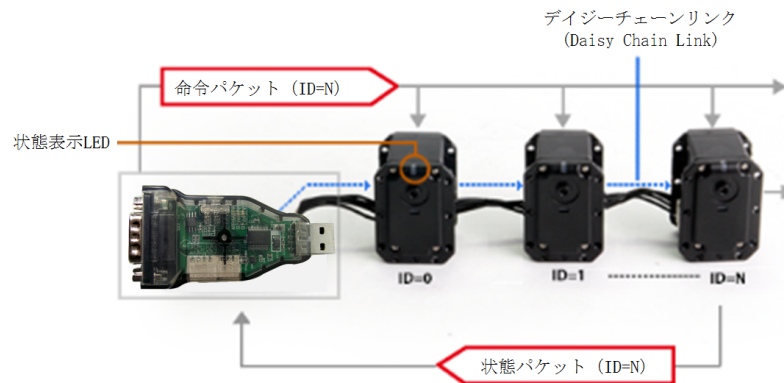 デイジーチェーンリンク
(Daisy Chain Link)
命令パケット（ID=N）
状態表示LED
ID=0
ID=1
ID=N
状態パケット（ID=N）